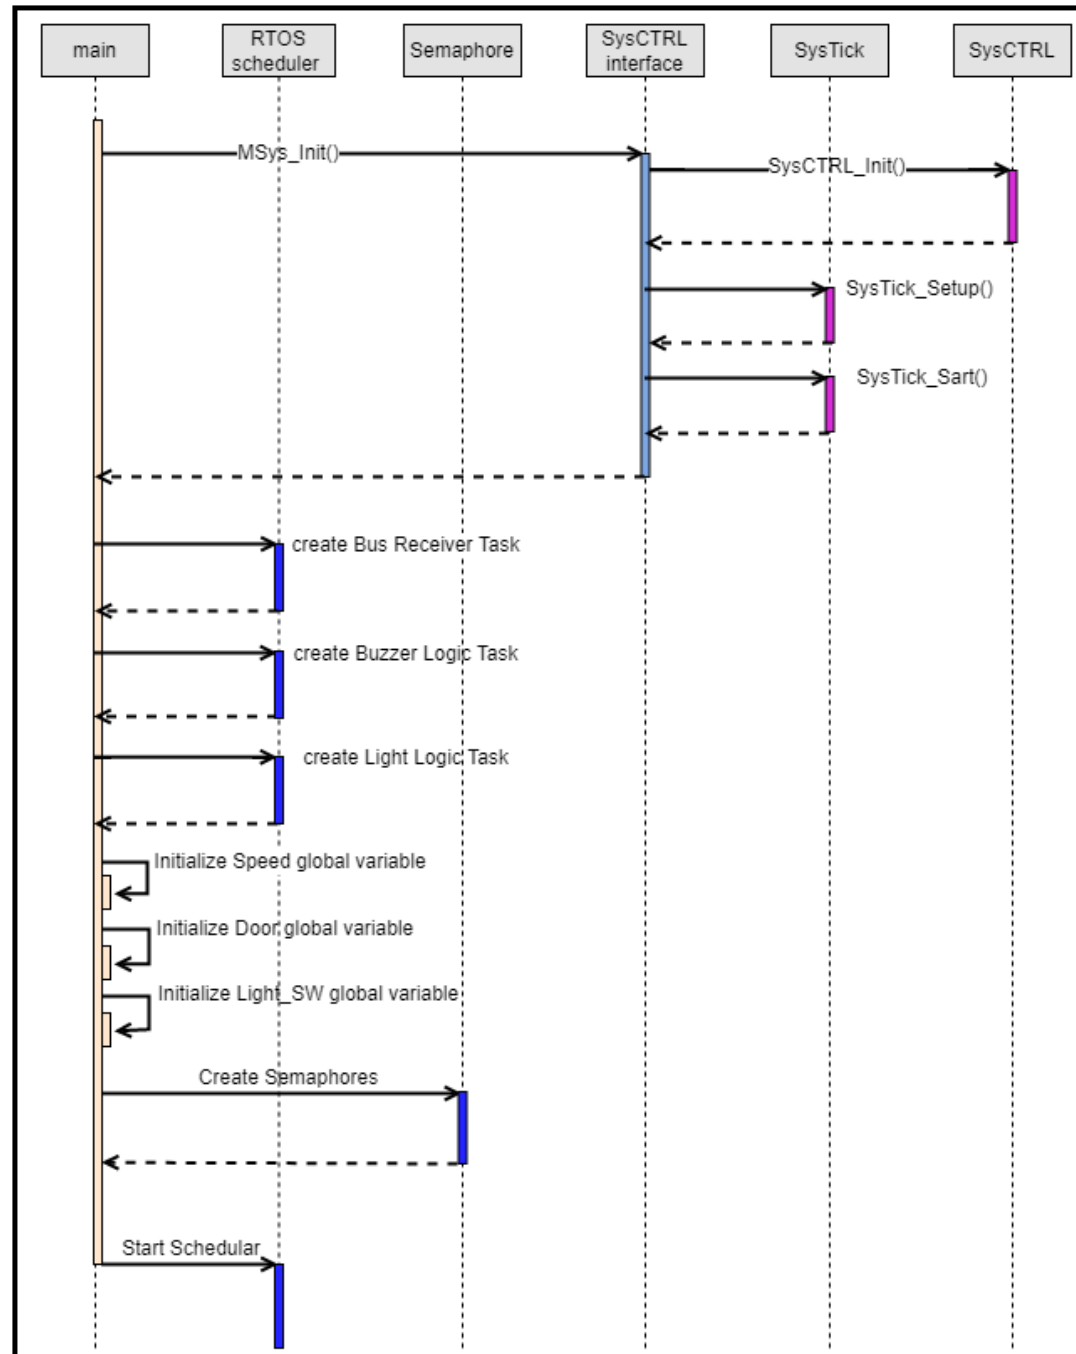 main
RTOS
scheduler
Semaphore
SysCTRL
interface
SysTick
SysCTRL
MSys_Init()
SysCTRL_Init()
SysTick_Setup()
SysTick_Sart()
create Bus Receiver Task
create Buzzer Logic Task
create Light Logic Task
Initialize Speed global variable
Initialize Door global variable
Initialize Light_SW global variable
Create Semaphores
Start Schedular